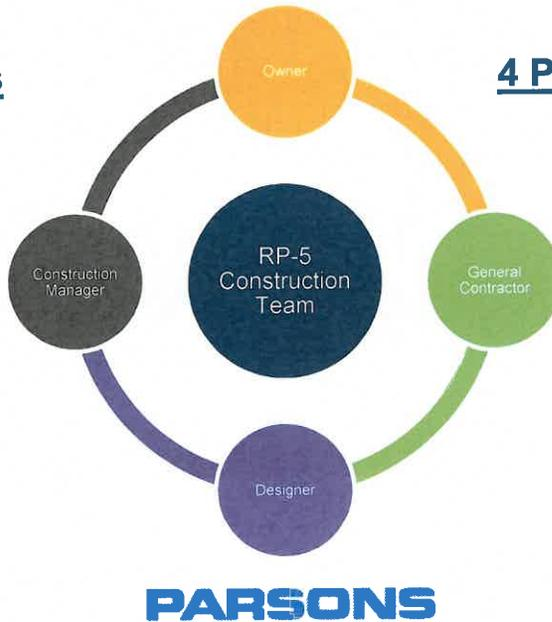 Owner
4 P
Construction
Manager
RP-5
Construction
Team
General
Contractor
Designer
PARSONS